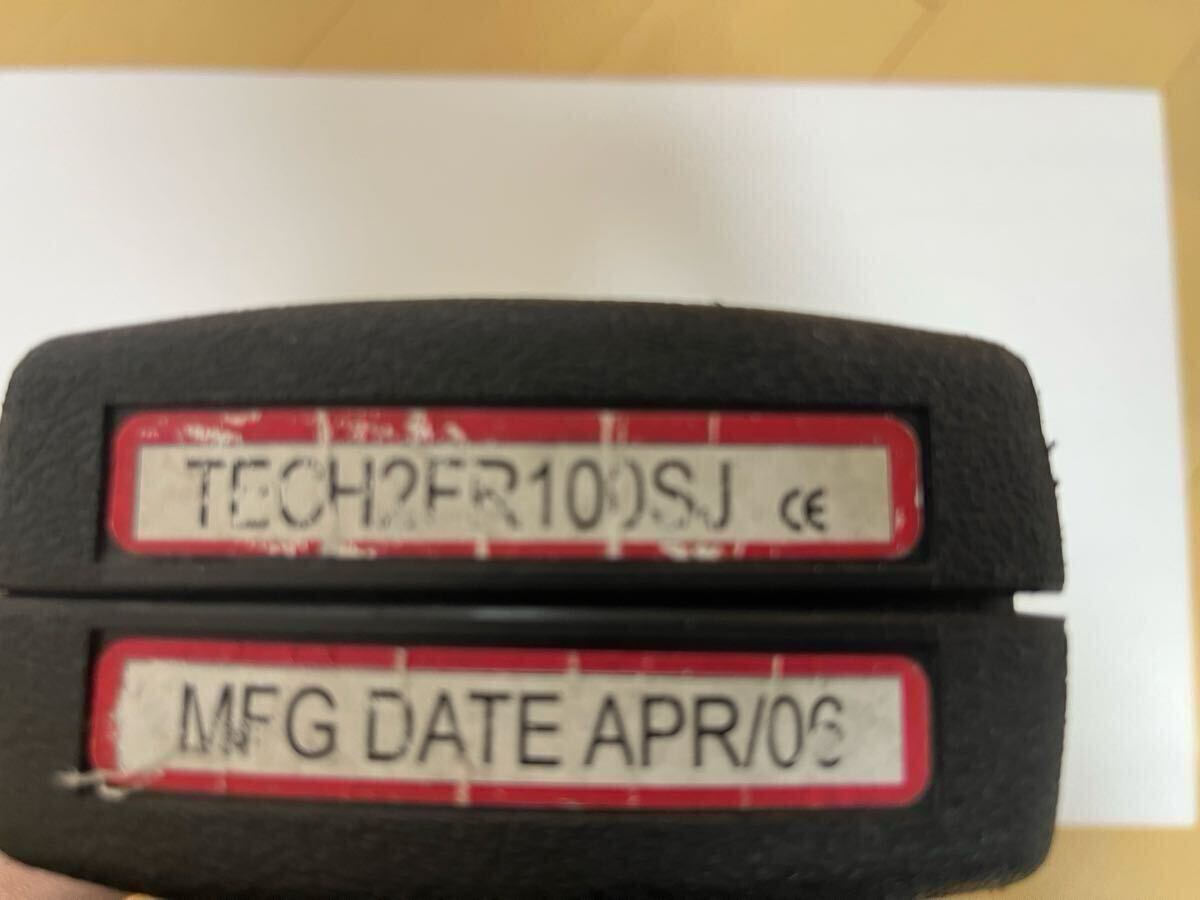 TECH2FR100SJ CE
MFG DATE APR/06